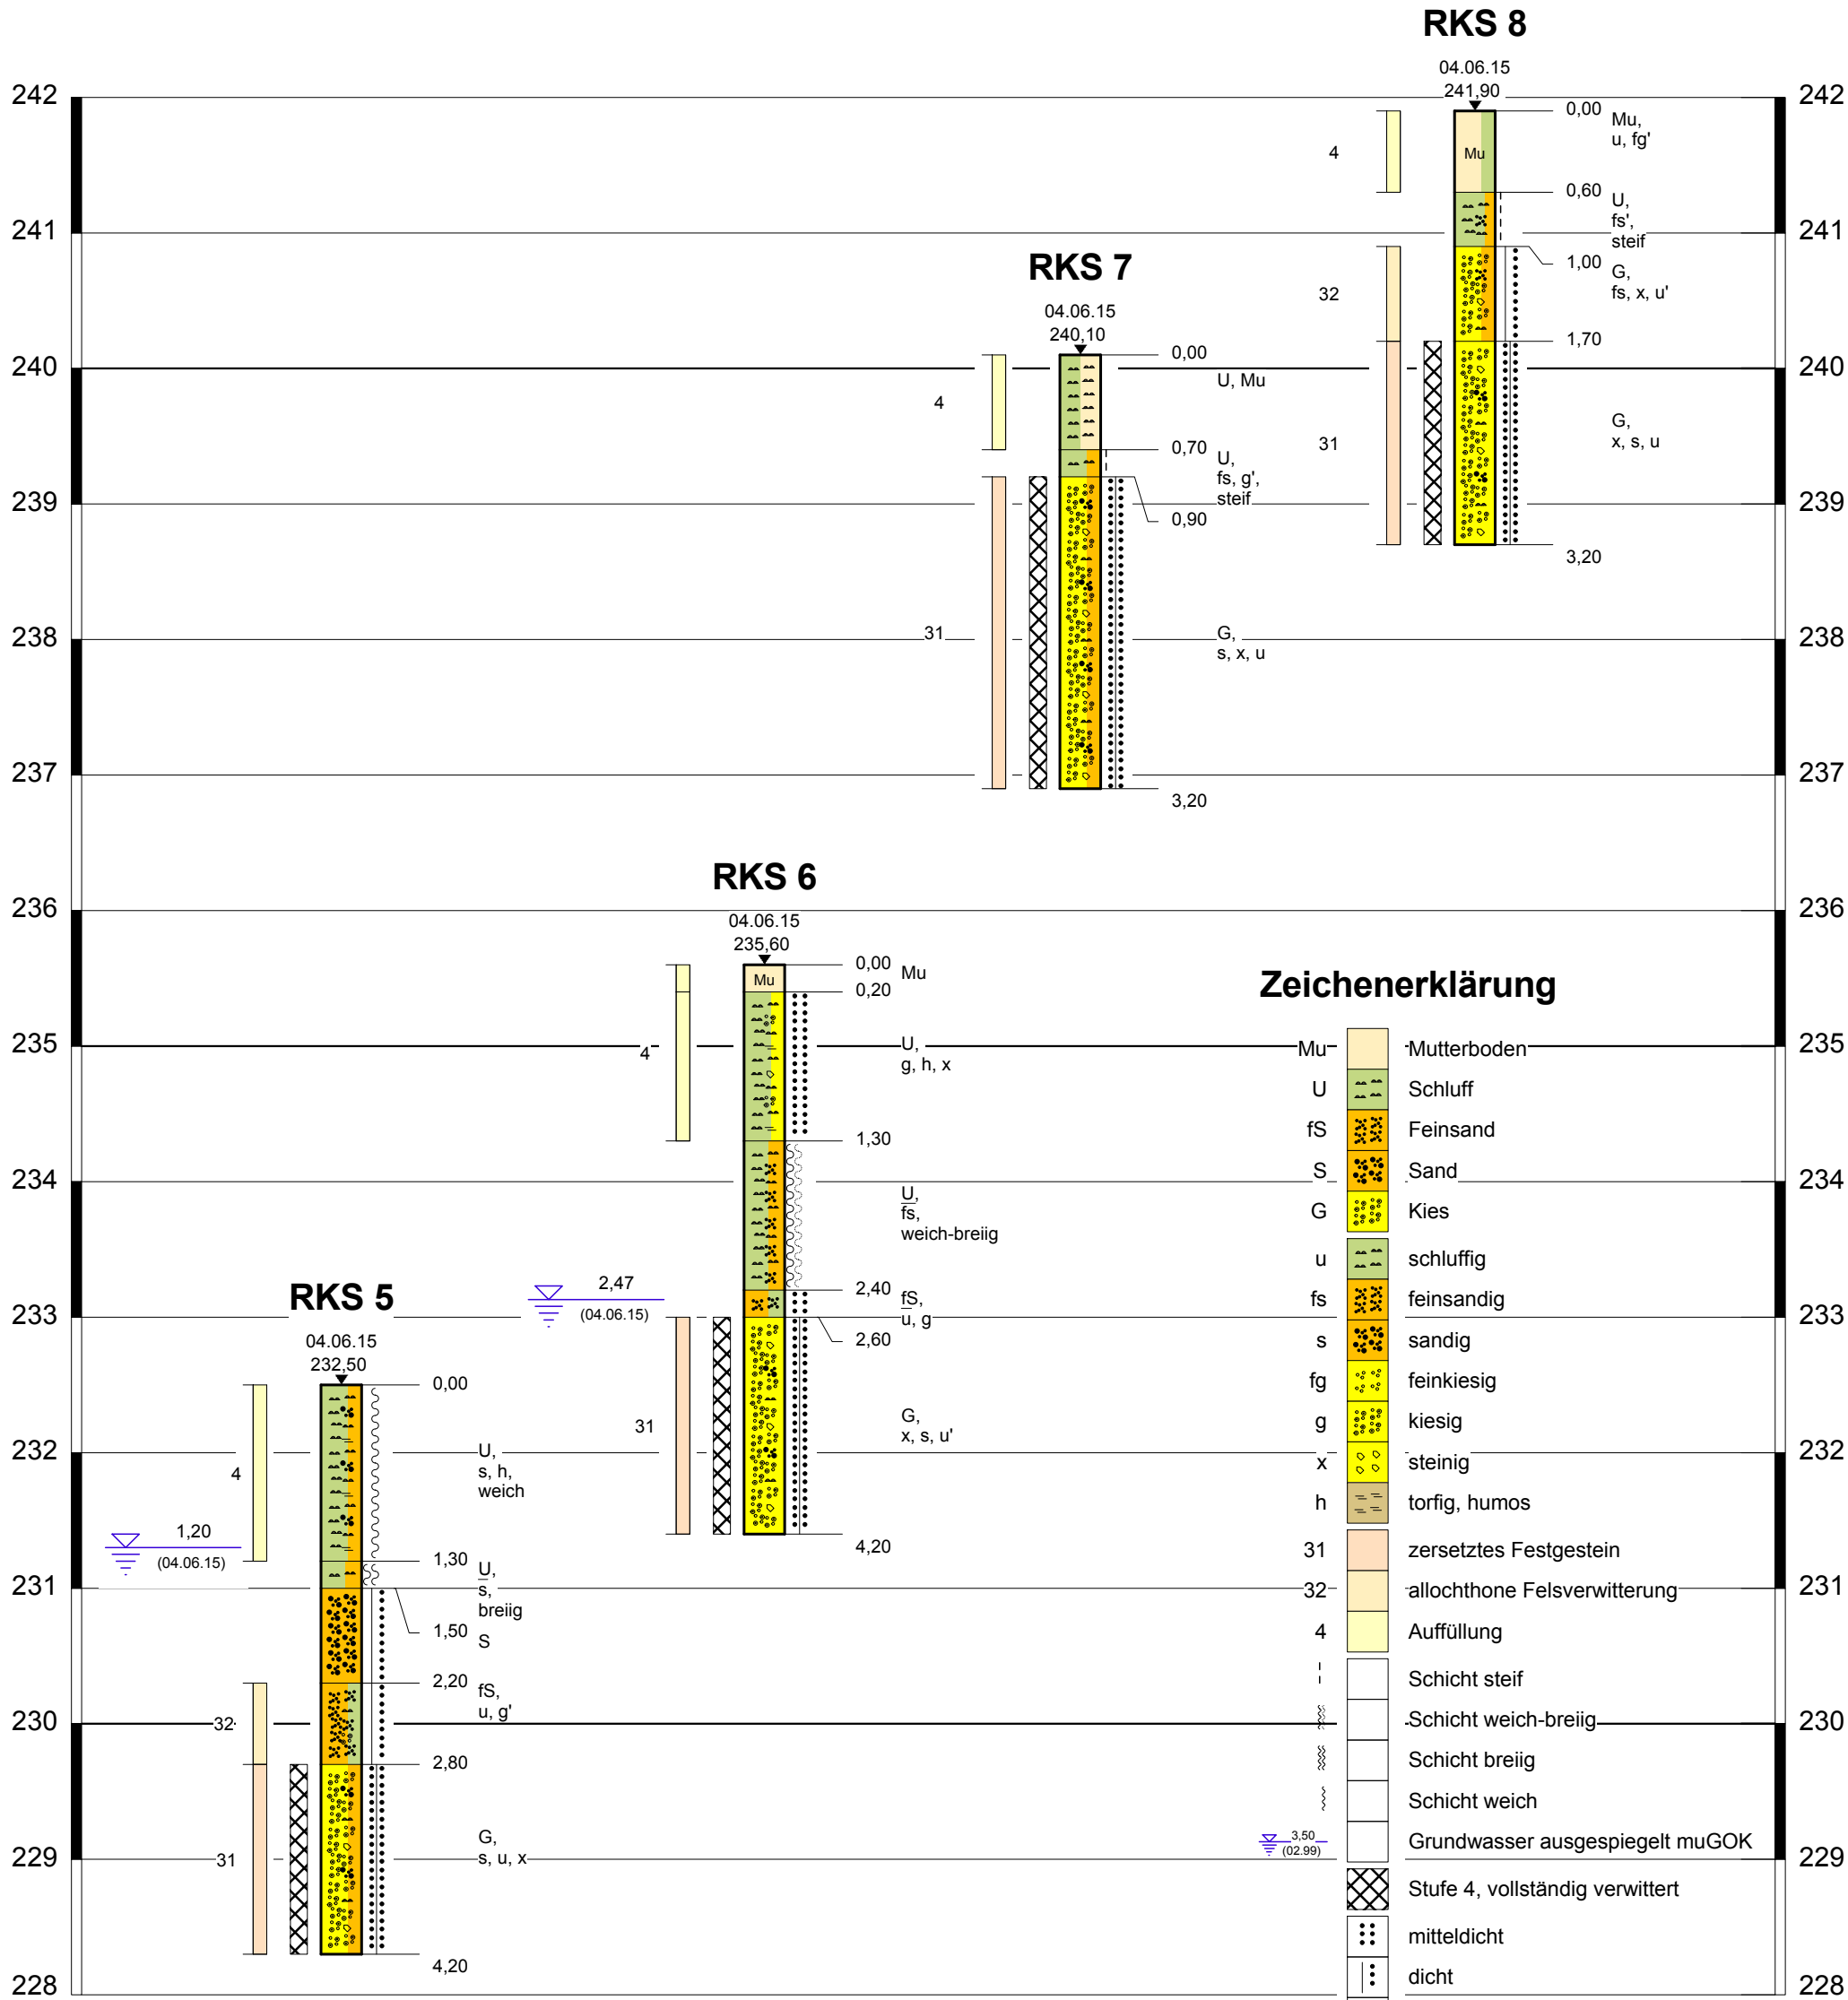 RKS 8
04.06.15
241,90
0,00
Mu,
u, fg'
Mu
4
0,60
U,
fs',
steif
1,00
G,
fs, x, u'
32
1,70
G,
x, s, u
31
3,20
RKS 7
04.06.15
240,10
0,00
U, Mu
4
0,70
U,
fs, g',
steif
0,90
31
G,
s, x, u
3,20
RKS 6
04.06.15
235,60
0,00
Mu
Mu
0,20
4
U,
g, h, x
1,30
U,
fs,
weich-breiig
2,47
(04.06.15)
2,40
fS,
u, g
2,60
31
G,
x, s, u'
4,20
RKS 5
04.06.15
232,50
0,00
4
U,
s, h,
weich
1,20
(04.06.15)
1,30
U,
s,
breiig
1,50
S
2,20
fS,
u, g'
32
2,80
31
G,
s, u, x
4,20
242
241
240
239
238
237
236
235
234
233
232
231
230
229
228
242
241
240
239
238
237
236
235
234
233
232
231
230
229
228
Zeichenerklärung
Mu Mutterboden
U Schluff
fS Feinsand
S Sand
G Kies
u schluffig
fs feinsandig
s sandig
fg feinkiesig
g kiesig
x steinig
h torfig, humos
31 zersetztes Festgestein
32 allochthone Felsverwitterung
4 Auffüllung
Schicht steif
Schicht weich-breiig
Schicht breiig
Schicht weich
3,50
(02.99)
Grundwasser ausgespiegelt muGOK
Stufe 4, vollständig verwittert
mitteldicht
dicht